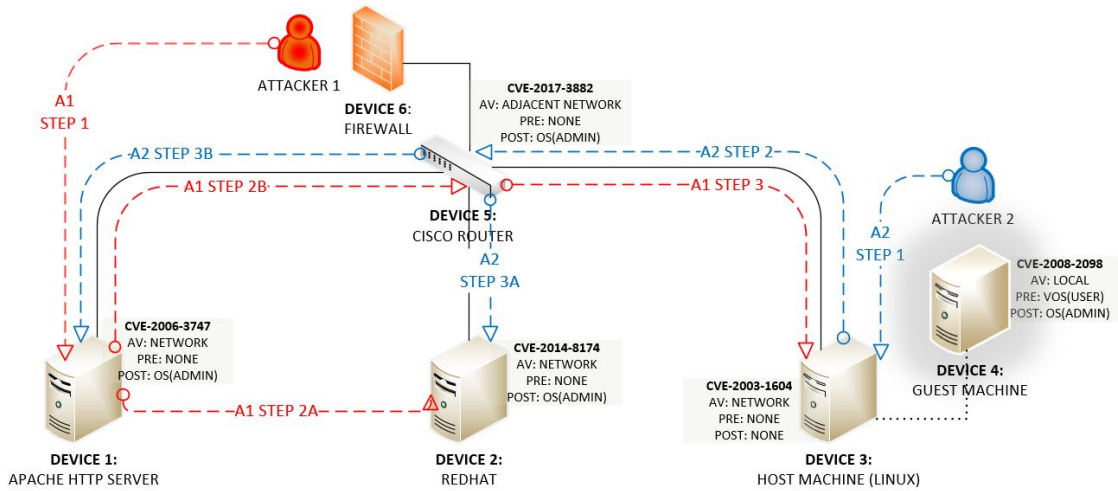 ATTACKER 1
DEVICE 6:
FIREWALL
CVE-2017-3882
AV: ADJACENT NETWORK
PRE: NONE
POST: OS(ADMIN)
A1
STEP 1
A2 STEP 3B
A2 STEP 2
A1 STEP 2B
A1 STEP 3
DEVICE 5:
CISCO ROUTER
ATTACKER 2
A2
STEP 1
A2
STEP 3A
CVE-2008-2098
AV: LOCAL
PRE: VOS(USER)
POST: OS(ADMIN)
CVE-2006-3747
AV: NETWORK
PRE: NONE
POST: OS(ADMIN)
CVE-2014-8174
AV: NETWORK
PRE: NONE
POST: OS(ADMIN)
DEVICE 4:
GUEST MACHINE
CVE-2003-1604
AV: NETWORK
PRE: NONE
POST: NONE
A1 STEP 2A
DEVICE 1:
APACHE HTTP SERVER
DEVICE 2:
REDHAT
DEVICE 3:
HOST MACHINE (LINUX)